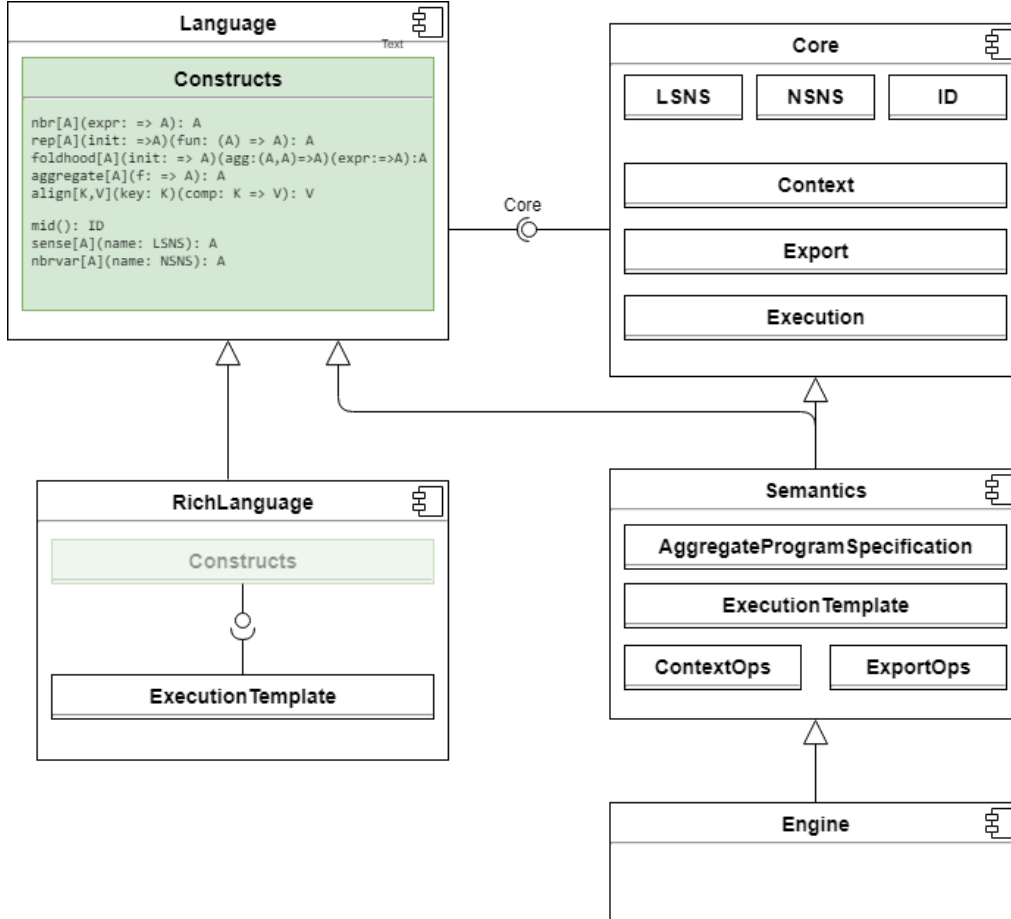 Language
Text
Constructs
nbr[A](expr: => A): A
rep[A](init: =>A)(fun: (A) => A): A
foldhood[A](init: => A)(agg:(A,A)=>A)(expr:=>A):A
aggregate[A](f: => A): A
align[K,V](key: K)(comp: K => V): V
mid(): ID
sense[A](name: LSNS): A
nbrvar[A](name: NSNS): A
Core
Core
LSNS NSNS ID
Context
Export
Execution
RichLanguage
Constructs
ExecutionTemplate
Semantics
AggregateProgramSpecification
ExecutionTemplate
ContextOps ExportOps
Engine